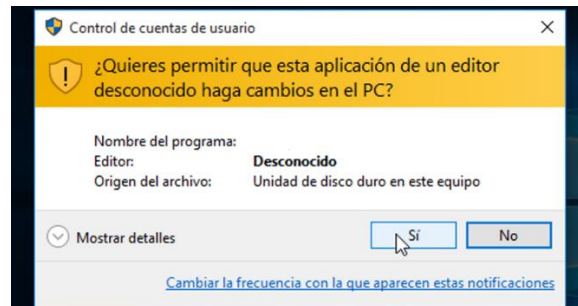 Control de cuentas de usuario
¿Quieres permitir que esta aplicación de un editor
desconocido haga cambios en el PC?
Nombre del programa:
Editor: Desconocido
Origen del archivo: Unidad de disco duro en este equipo
Mostrar detalles Sí No
Cambiar la frecuencia con la que aparecen estas notificaciones